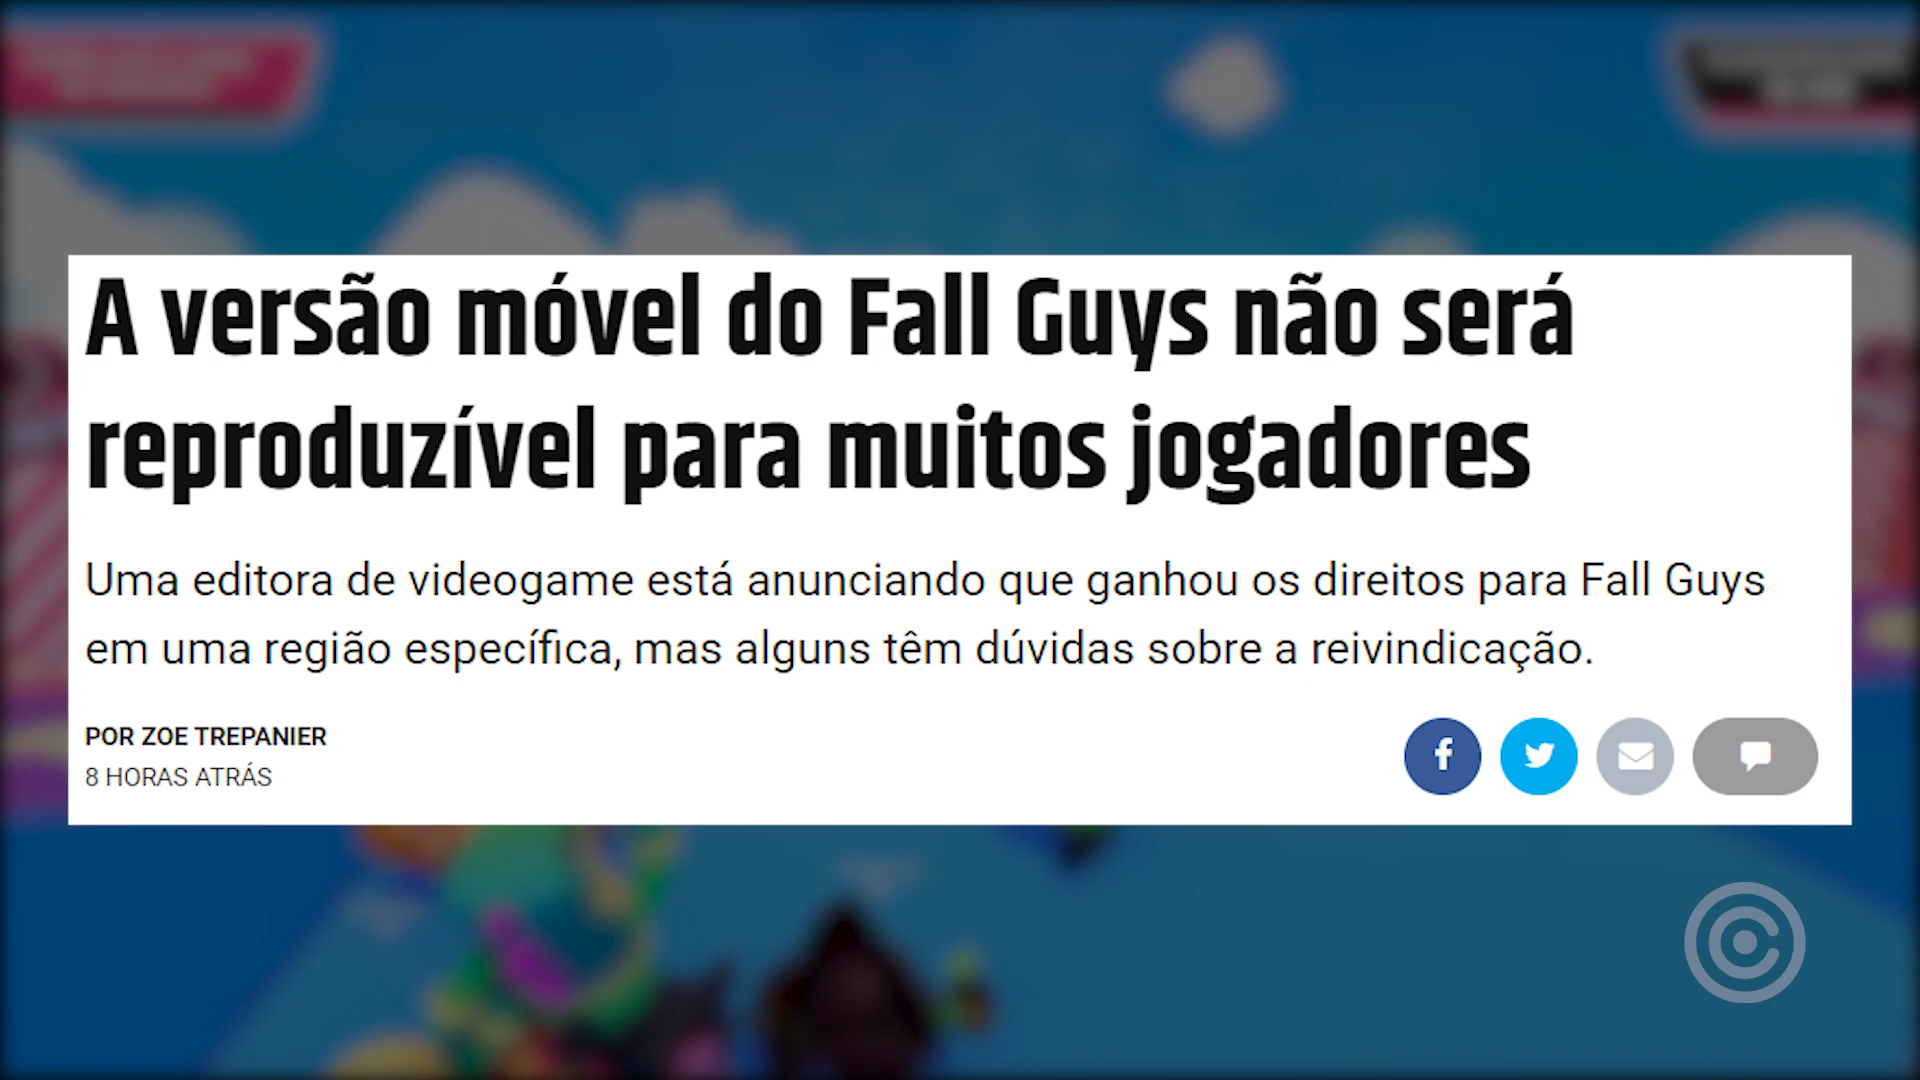 A versão móvel do Fall Guys não será
reproduzível para muitos jogadores
Uma editora de videogame está anunciando que ganhou os direitos para Fall Guys
em uma região específica, mas alguns têm dúvidas sobre a reivindicação.
POR ZOE TREPANIER
8 HORAS ATRÁS